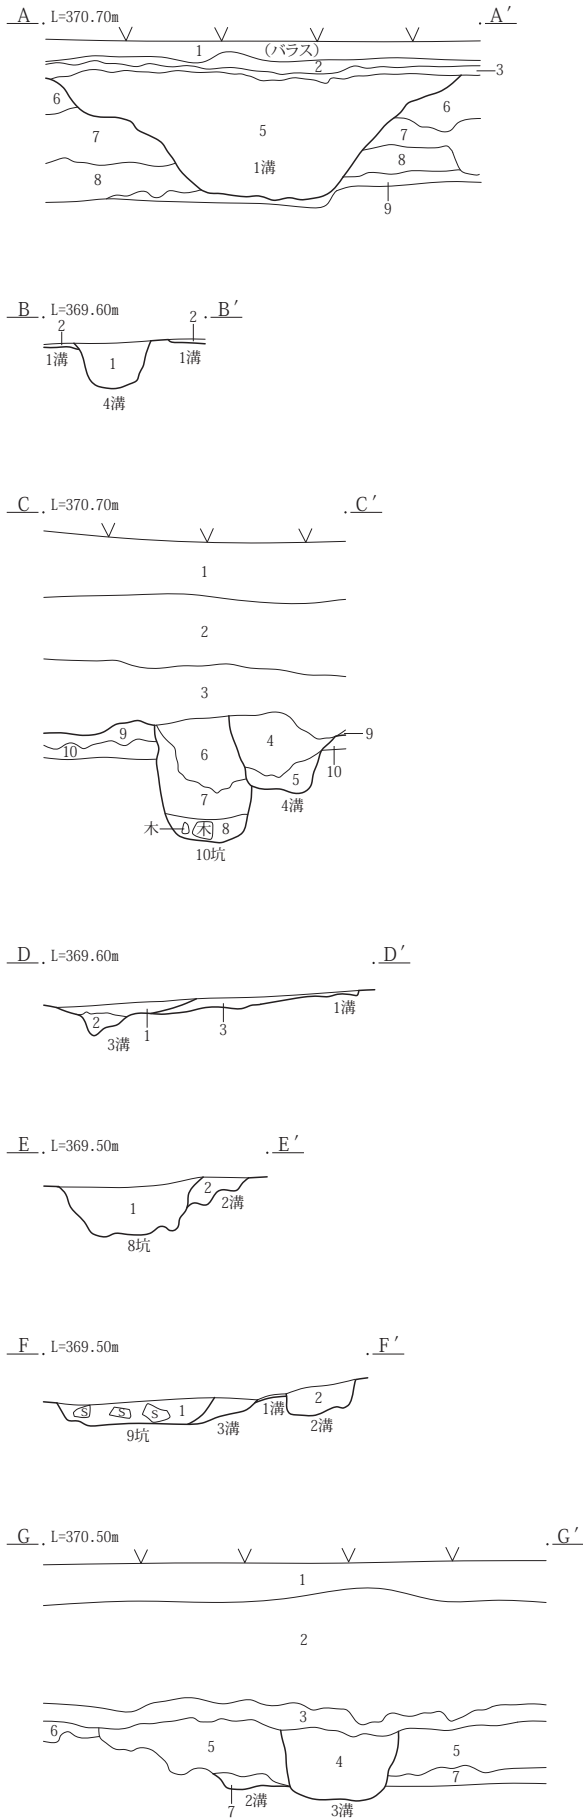 A . L=370.70m . A′
1 (バラス)
2
3
6 6
5
7 7
8 1溝 8
9
B . L=369.60m . B′
2 2
1溝 1 1溝
4溝
C . L=370.70m . C′
1
2
3
9 4 9
10 6 10
5
7 4溝
木 木 8
10坑
D . L=369.60m . D′
2 1溝
3溝 1 3
E . L=369.50m . E′
1 2
2溝
8坑
F . L=369.50m . F′
S S S 1 1溝 2
9坑 3溝 2溝
G . L=370.50m . G′
1
2
3
6
5 4 5
7
7 2溝 3溝